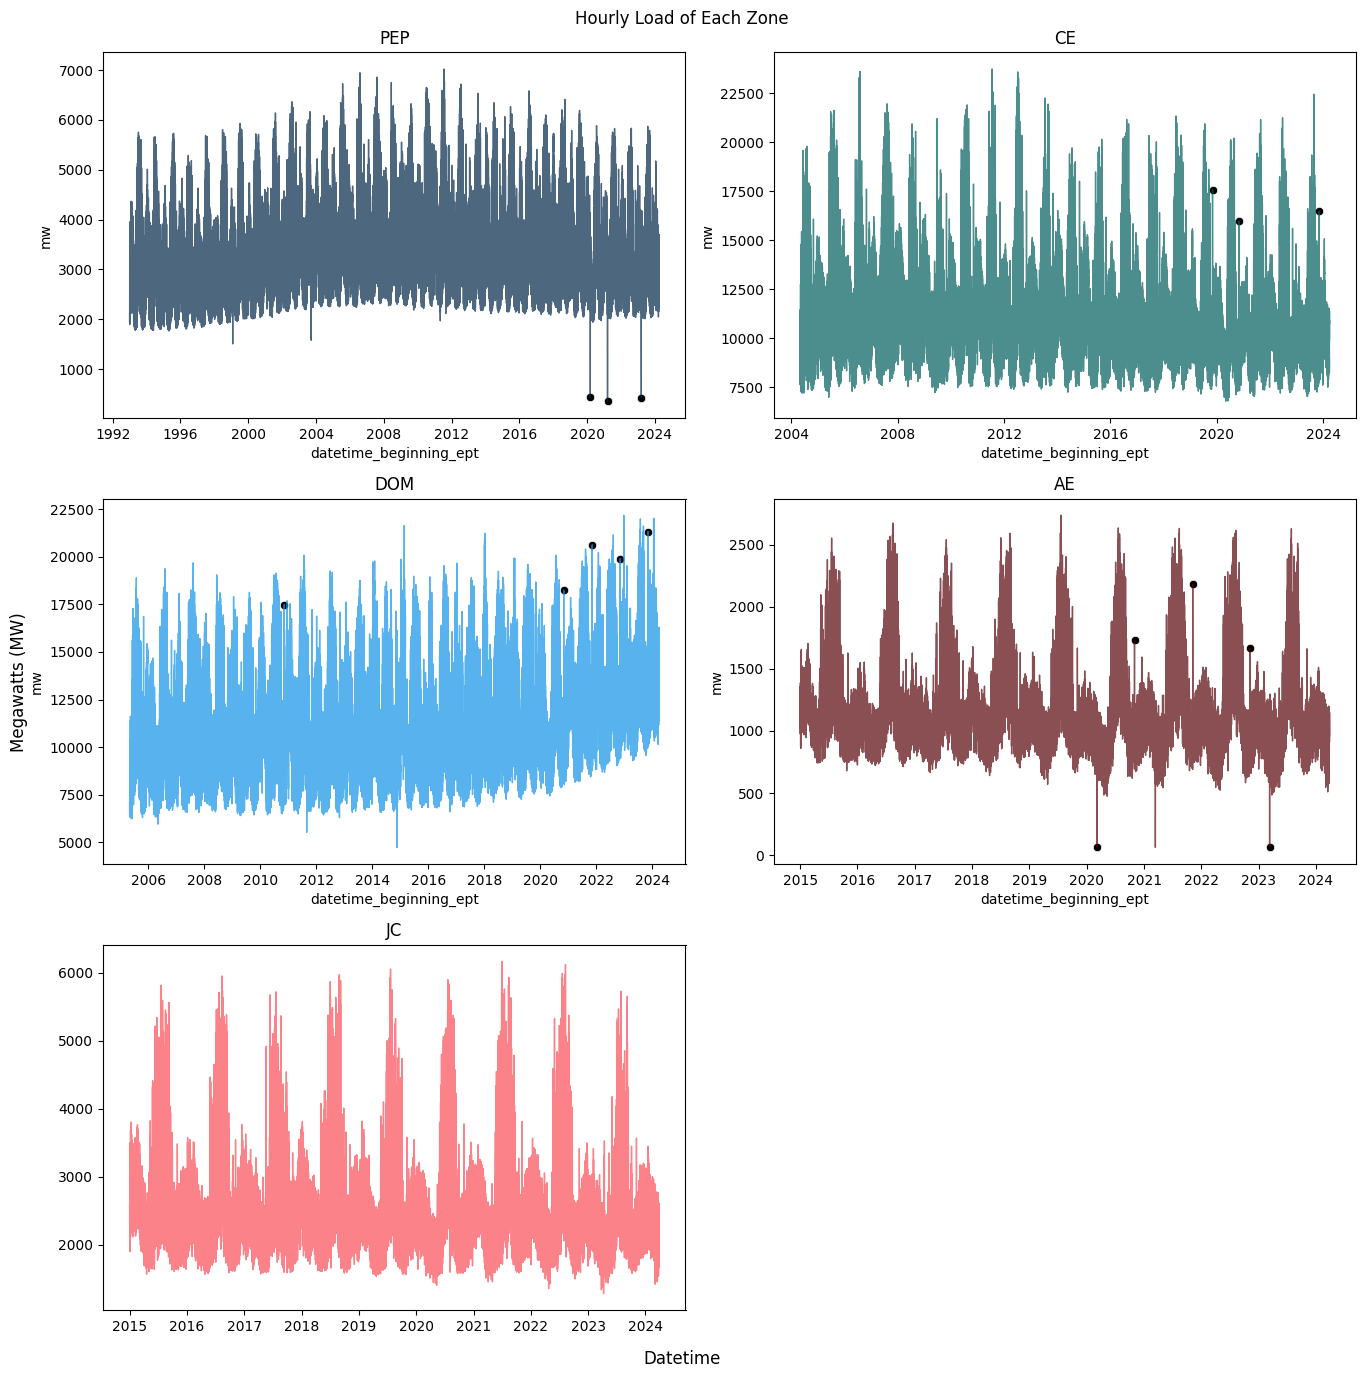 Hourly Load of Each Zone
PEP
7000
6000
5000
4000
3000
2000
1000
mw
1992 1996 2000 2004 2008 2012 2016 2020 2024
datetime_beginning_ept
CE
22500
20000
17500
15000
12500
10000
7500
mw
2004 2008 2012 2016 2020 2024
datetime_beginning_ept
Megawatts (MW)
DOM
22500
20000
17500
15000
12500
10000
7500
5000
mw
2006 2008 2010 2012 2014 2016 2018 2020 2022 2024
datetime_beginning_ept
AE
2500
2000
1500
1000
500
0
mw
2015 2016 2017 2018 2019 2020 2021 2022 2023 2024
datetime_beginning_ept
JC
6000
5000
4000
3000
2000
2015 2016 2017 2018 2019 2020 2021 2022 2023 2024
Datetime